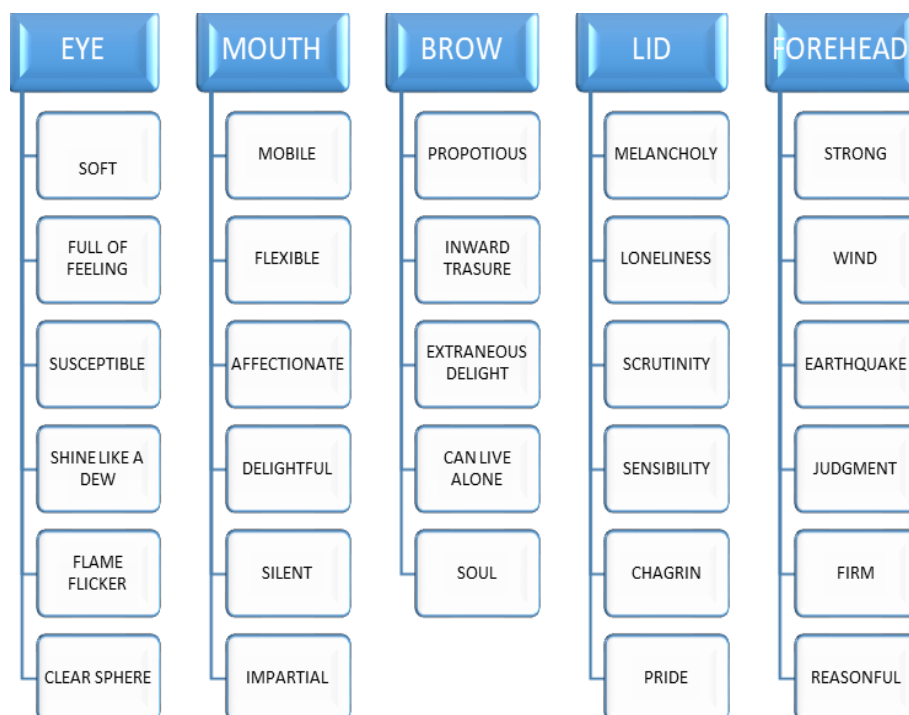 EYE
SOFT
FULL OF
FEELING
SUSCEPTIBLE
SHINE LIKE A
DEW
FLAME
FLICKER
CLEAR SPHERE
MOUTH
MOBILE
FLEXIBLE
AFFECTIONATE
DELIGHTFUL
SILENT
IMPARTIAL
BROW
PROPOTIOUS
INWARD
TRASURE
EXTRANEOUS
DELIGHT
CAN LIVE
ALONE
SOUL
LID
MELANCHOLY
LONELINESS
SCRUTINITY
SENSIBILITY
CHAGRIN
PRIDE
FOREHEAD
STRONG
WIND
EARTHQUAKE
JUDGMENT
FIRM
REASONFUL